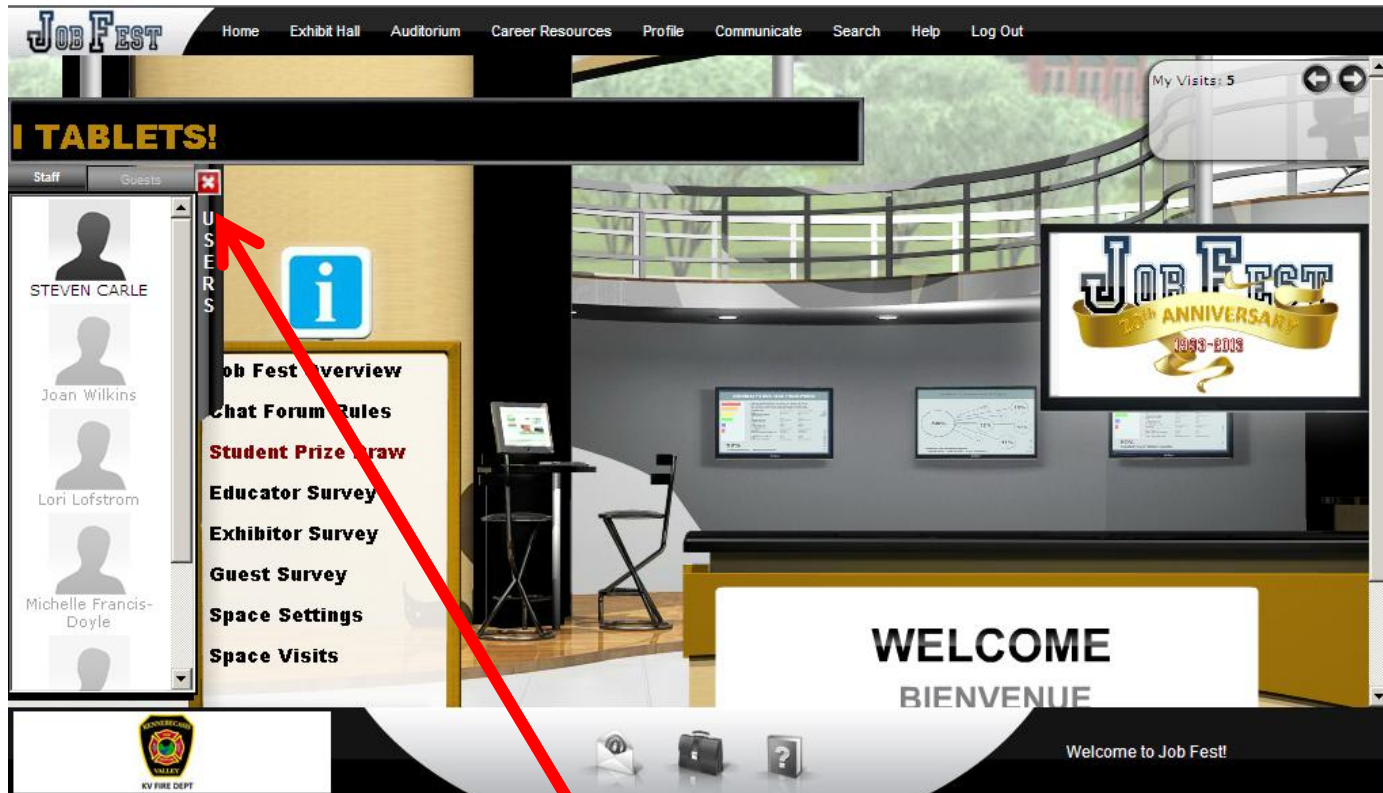 JOB FEST
Home Exhibit Hall Auditorium Career Resources Profile Communicate Search Help Log Out
My Visits: 5
I TABLETS!
Staff Guests
USERS
STEVEN CARLE
Joan Wilkins
Lori Lofstrom
Michelle Francis-
Doyle
i
ob Fest Overview
Chat Forum Rules
Student Prize Draw
Educator Survey
Exhibitor Survey
Guest Survey
Space Settings
Space Visits
JOB FEST
20th ANNIVERSARY
1993-2013
WELCOME
BIENVENUE
KENNEBECASIS
VALLEY
KV FIRE DEPT
Welcome to Job Fest!